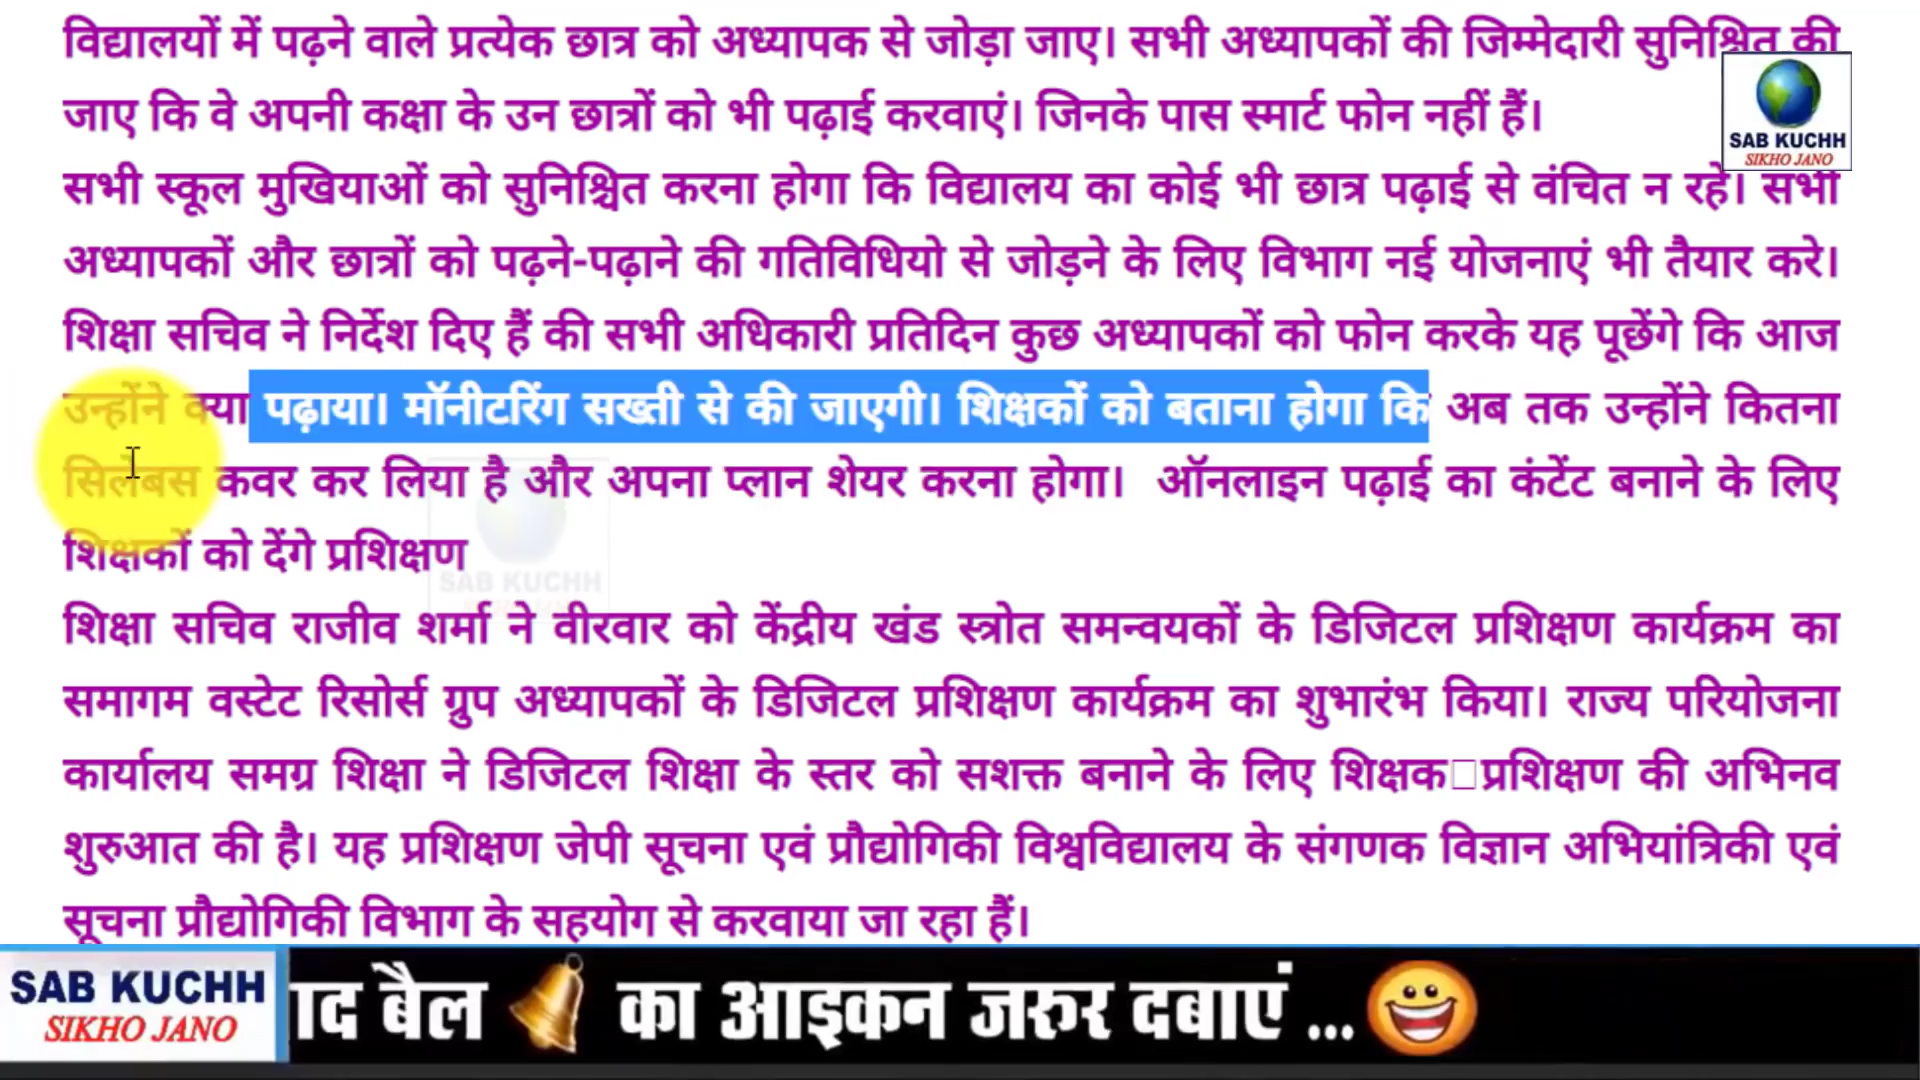 विद्यालयों में पढ़ने वाले प्रत्येक छात्र को अध्यापक से जोड़ा जाए। सभी अध्यापकों की जिम्मेदारी सुनिश्चित की
जाए कि वे अपनी कक्षा के उन छात्रों को भी पढ़ाई करवाएं। जिनके पास स्मार्ट फोन नहीं हैं।
SAB KUCHH
SIKHO JANO
सभी स्कूल मुखियाओं को सुनिश्चित करना होगा कि विद्यालय का कोई भी छात्र पढ़ाई से वंचित न रहे। सभी
अध्यापकों और छात्रों को पढ़ने-पढ़ाने की गतिविधियो से जोड़ने के लिए विभाग नई योजनाएं भी तैयार करे।
शिक्षा सचिव ने निर्देश दिए हैं की सभी अधिकारी प्रतिदिन कुछ अध्यापकों को फोन करके यह पूछेंगे कि आज
उन्होंने क्या पढ़ाया। मॉनीटरिंग सख्ती से की जाएगी। शिक्षकों को बताना होगा कि अब तक उन्होंने कितना
सिलेबस कवर कर लिया है और अपना प्लान शेयर करना होगा। ऑनलाइन पढ़ाई का कंटेंट बनाने के लिए
शिक्षकों को देंगे प्रशिक्षण
SAB KUCHH
शिक्षा सचिव राजीव शर्मा ने वीरवार को केंद्रीय खंड स्त्रोत समन्वयकों के डिजिटल प्रशिक्षण कार्यक्रम का
समागम वस्टेट रिसोर्स ग्रुप अध्यापकों के डिजिटल प्रशिक्षण कार्यक्रम का शुभारंभ किया। राज्य परियोजना
कार्यालय समग्र शिक्षा ने डिजिटल शिक्षा के स्तर को सशक्त बनाने के लिए शिक्षक□प्रशिक्षण की अभिनव
शुरुआत की है। यह प्रशिक्षण जेपी सूचना एवं प्रौद्योगिकी विश्वविद्यालय के संगणक विज्ञान अभियांत्रिकी एवं
सूचना प्रौद्योगिकी विभाग के सहयोग से करवाया जा रहा हैं।
SAB KUCHH
SIKHO JANO
ाद बैल का आइकन जरुर दबाएं ...